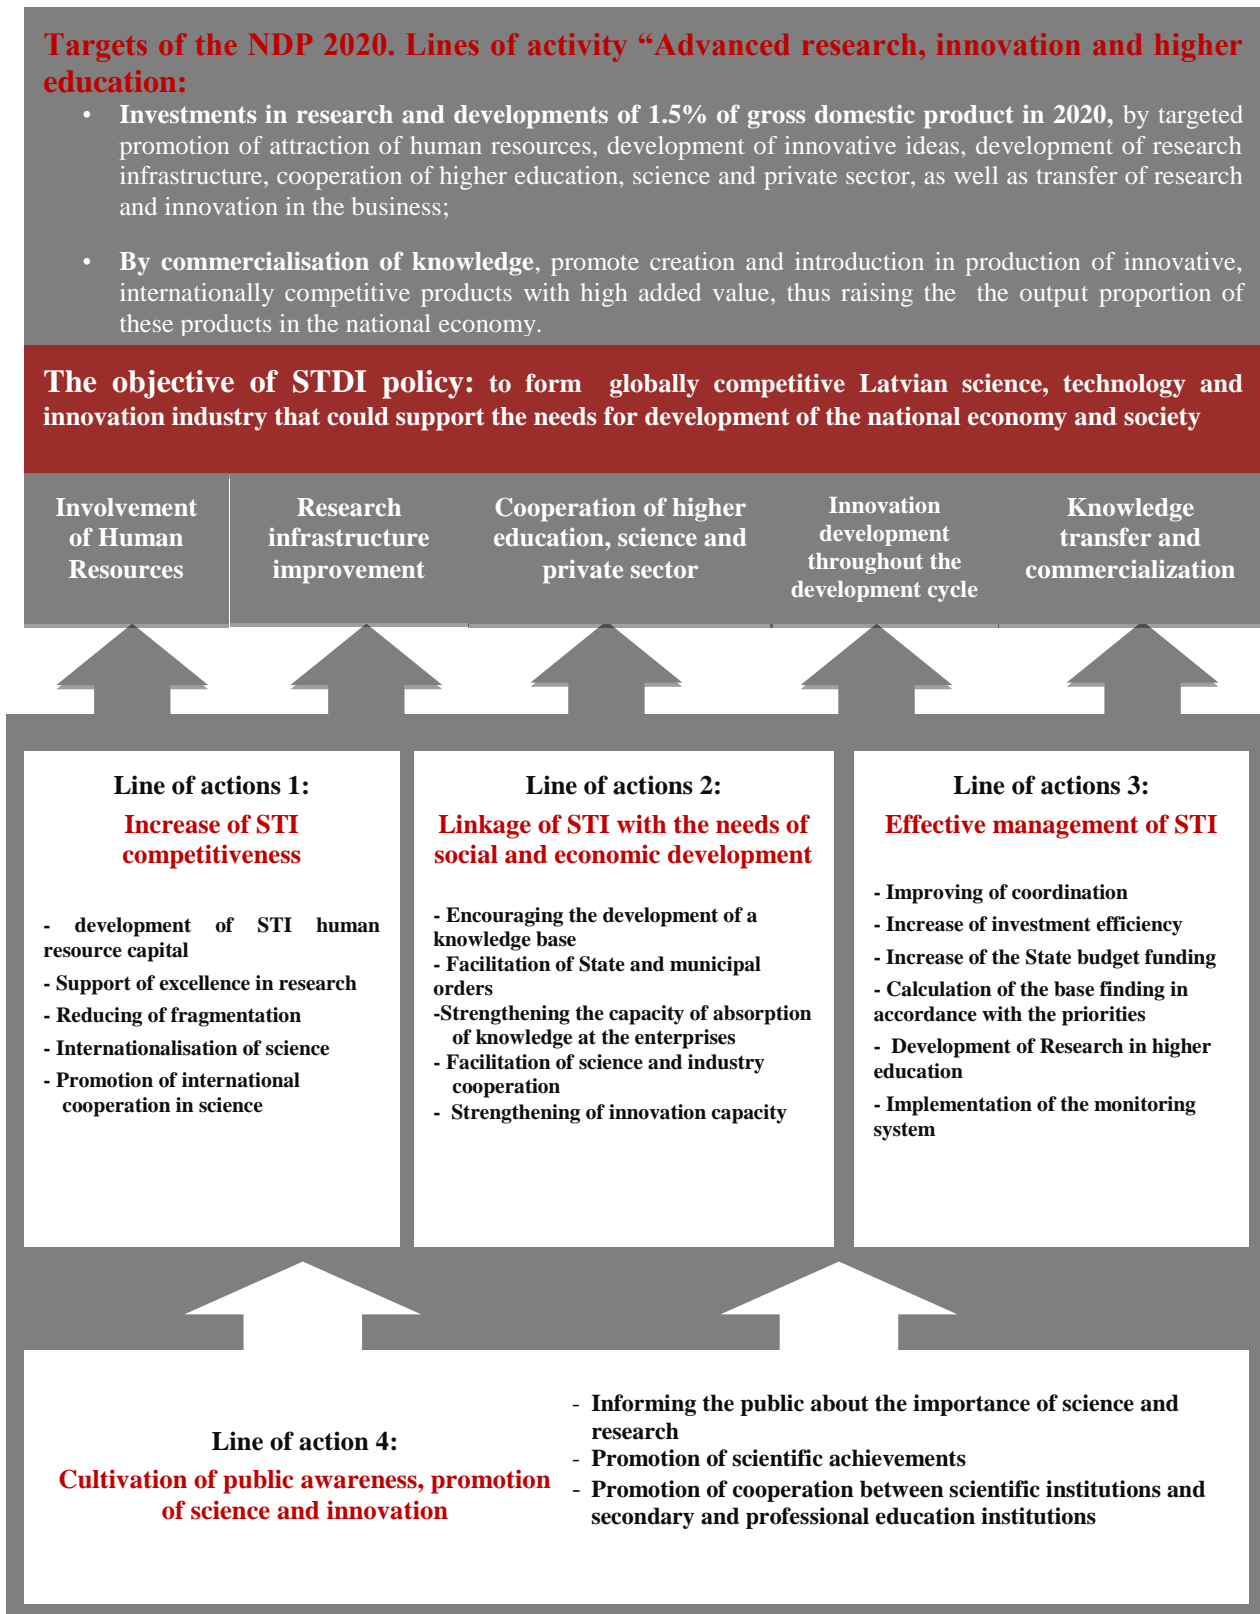 Targets of the NDP 2020. Lines of activity “Advanced research, innovation and higher
education:
• Investments in research and developments of 1.5% of gross domestic product in 2020, by targeted
promotion of attraction of human resources, development of innovative ideas, development of research
infrastructure, cooperation of higher education, science and private sector, as well as transfer of research
and innovation in the business;
• By commercialisation of knowledge, promote creation and introduction in production of innovative,
internationally competitive products with high added value, thus raising the the output proportion of
these products in the national economy.
The objective of STDI policy: to form globally competitive Latvian science, technology and
innovation industry that could support the needs for development of the national economy and society
Involvement
of Human
Resources
Research
infrastructure
improvement
Cooperation of higher
education, science and
private sector
Innovation
development
throughout the
development cycle
Knowledge
transfer and
commercialization
Line of actions 1:
Increase of STI
competitiveness
- development of STI human
resource capital
- Support of excellence in research
- Reducing of fragmentation
- Internationalisation of science
- Promotion of international
cooperation in science
Line of actions 2:
Linkage of STI with the needs of
social and economic development
- Encouraging the development of a
knowledge base
- Facilitation of State and municipal
orders
-Strengthening the capacity of absorption
of knowledge at the enterprises
- Facilitation of science and industry
cooperation
- Strengthening of innovation capacity
Line of actions 3:
Effective management of STI
- Improving of coordination
- Increase of investment efficiency
- Increase of the State budget funding
- Calculation of the base finding in
accordance with the priorities
- Development of Research in higher
education
- Implementation of the monitoring
system
Line of action 4:
Cultivation of public awareness, promotion
of science and innovation
- Informing the public about the importance of science and
research
- Promotion of scientific achievements
- Promotion of cooperation between scientific institutions and
secondary and professional education institutions